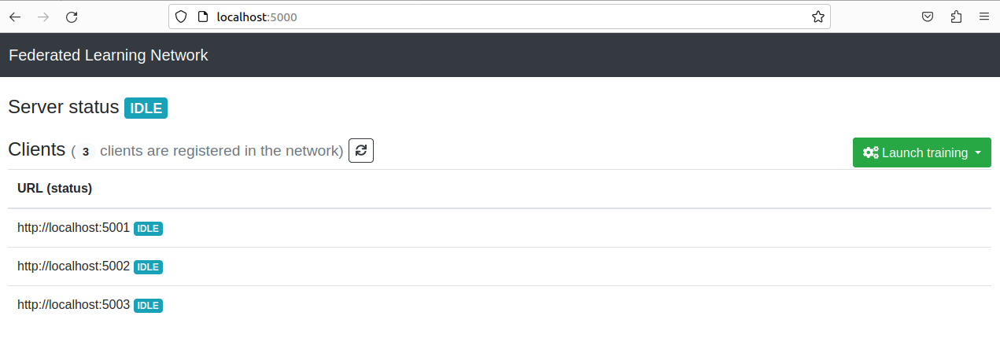 localhost:5000
Federated Learning Network
Server status IDLE
Clients ( 3 clients are registered in the network)
Launch training
URL (status)
http://localhost:5001 IDLE
http://localhost:5002 IDLE
http://localhost:5003 IDLE